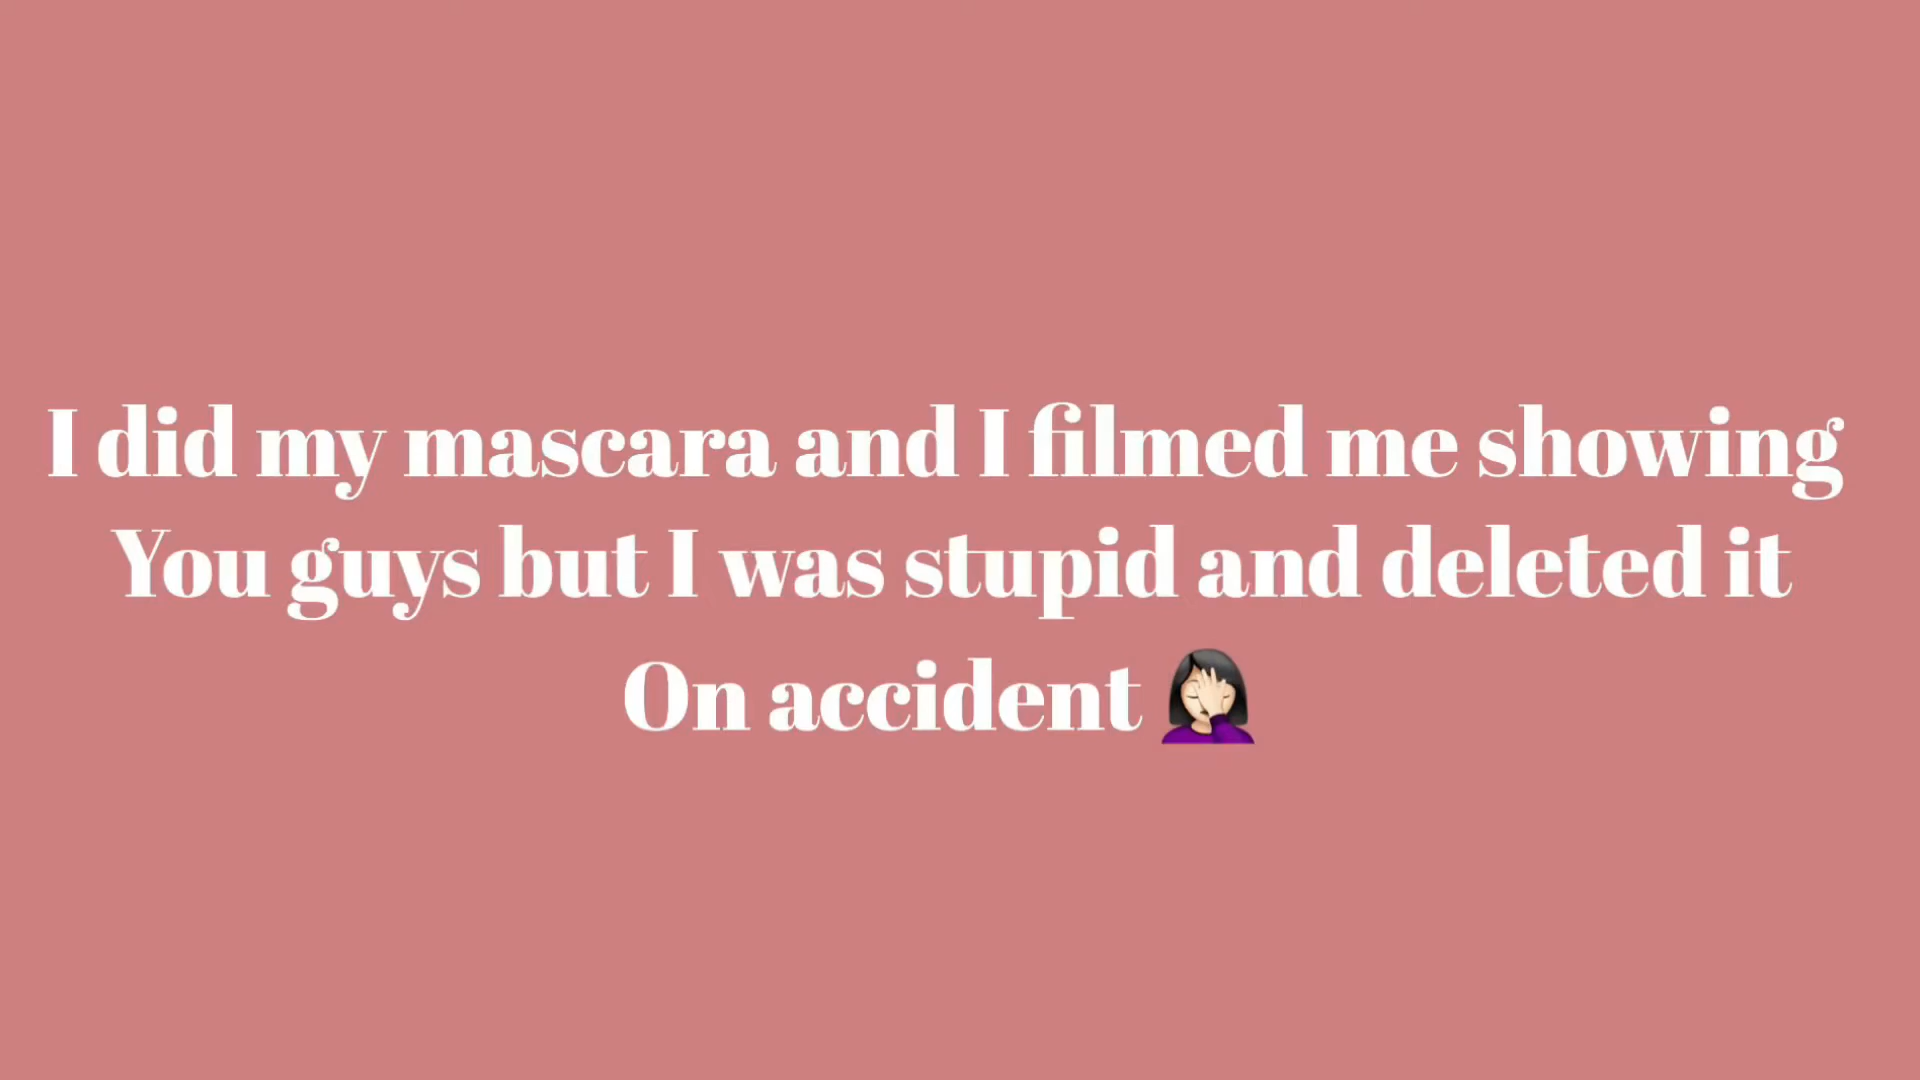 I did my mascara and I filmed me showing
You guys but I was stupid and deleted it
On accident 🤦🏻‍♀️